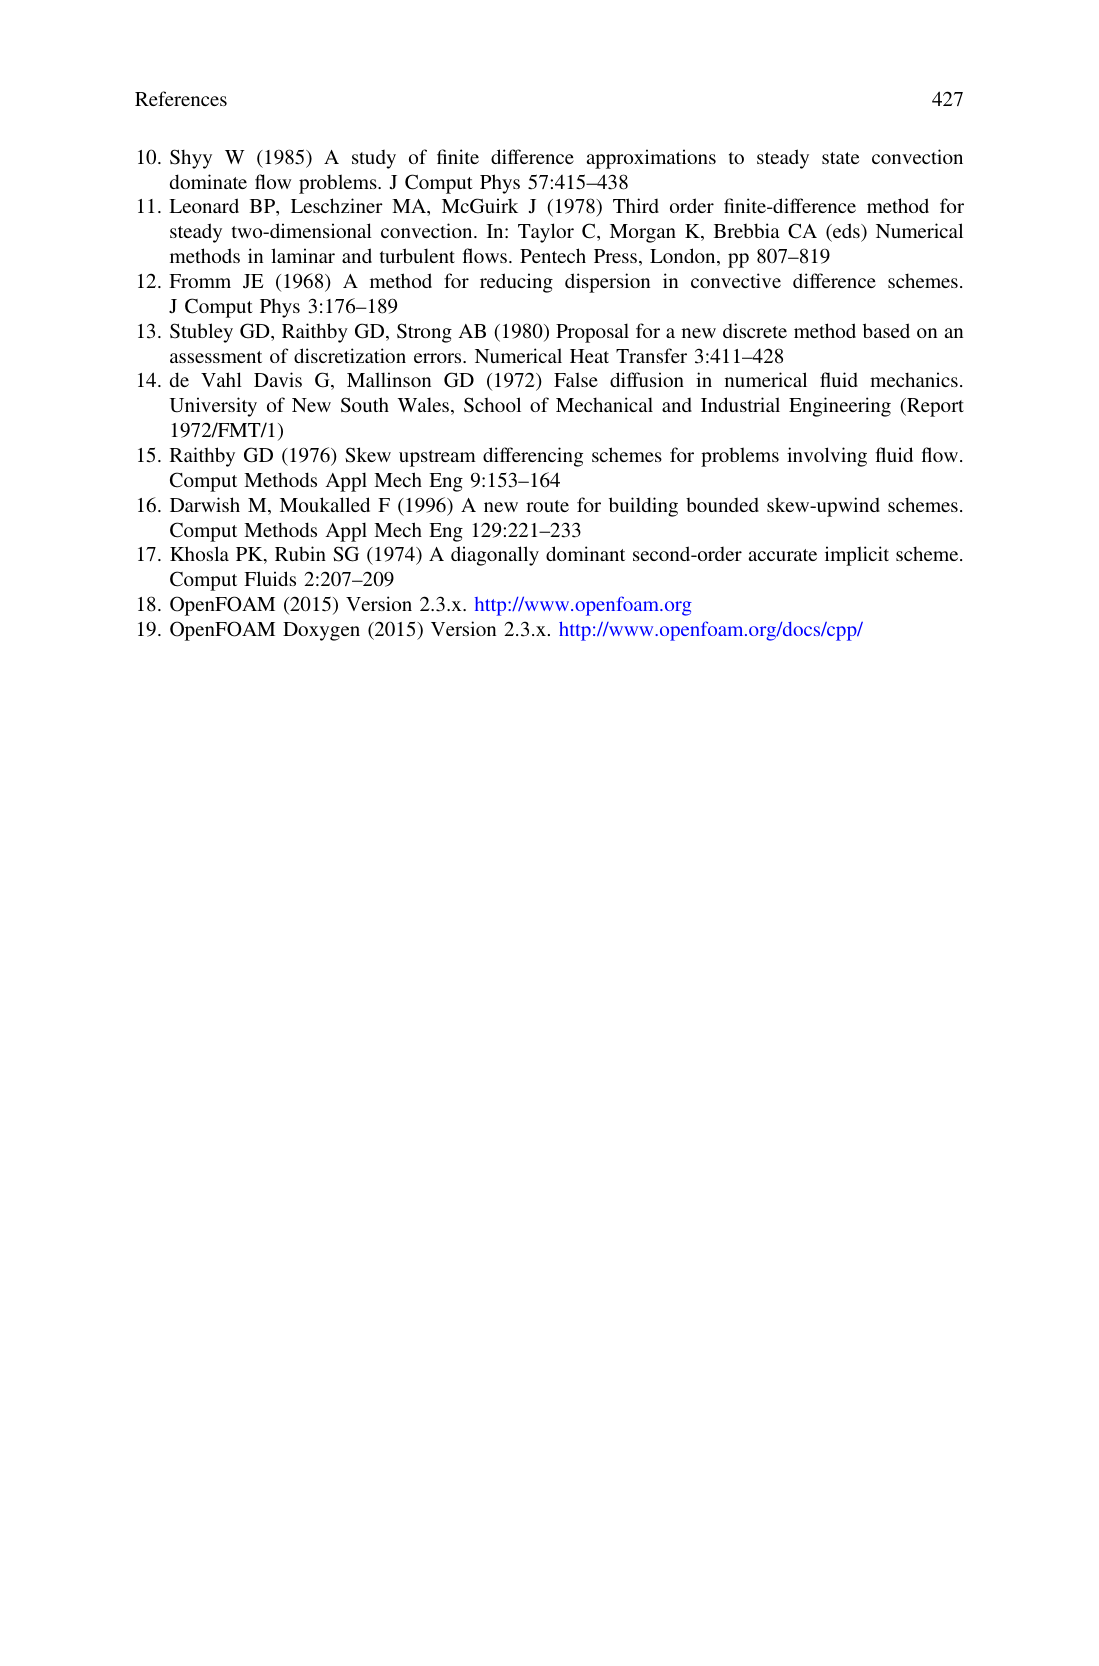 References 427
10. Shyy W (1985) A study of finite difference approximations to steady state convection
dominate flow problems. J Comput Phys 57:415–438
11. Leonard BP, Leschziner MA, McGuirk J (1978) Third order finite-difference method for
steady two-dimensional convection. In: Taylor C, Morgan K, Brebbia CA (eds) Numerical
methods in laminar and turbulent flows. Pentech Press, London, pp 807–819
12. Fromm JE (1968) A method for reducing dispersion in convective difference schemes.
J Comput Phys 3:176–189
13. Stubley GD, Raithby GD, Strong AB (1980) Proposal for a new discrete method based on an
assessment of discretization errors. Numerical Heat Transfer 3:411–428
14. de Vahl Davis G, Mallinson GD (1972) False diffusion in numerical fluid mechanics.
University of New South Wales, School of Mechanical and Industrial Engineering (Report
1972/FMT/1)
15. Raithby GD (1976) Skew upstream differencing schemes for problems involving fluid flow.
Comput Methods Appl Mech Eng 9:153–164
16. Darwish M, Moukalled F (1996) A new route for building bounded skew-upwind schemes.
Comput Methods Appl Mech Eng 129:221–233
17. Khosla PK, Rubin SG (1974) A diagonally dominant second-order accurate implicit scheme.
Comput Fluids 2:207–209
18. OpenFOAM (2015) Version 2.3.x. http://www.openfoam.org
19. OpenFOAM Doxygen (2015) Version 2.3.x. http://www.openfoam.org/docs/cpp/